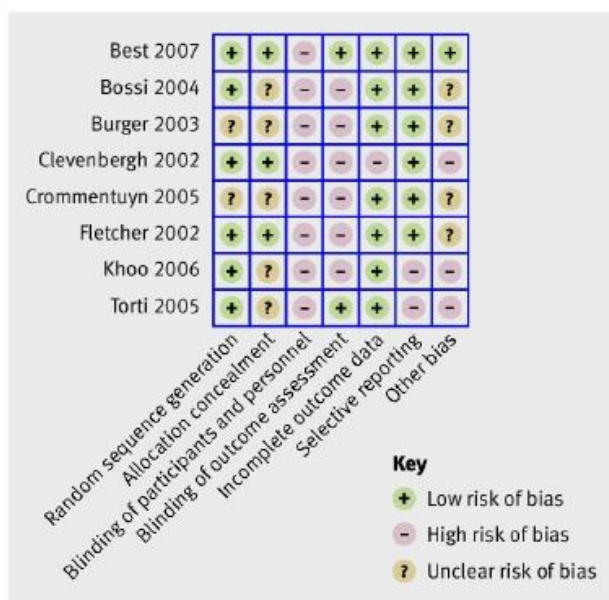 Best 2007 + + - + + + +
Bossi 2004 + ? - - + + ?
Burger 2003 ? ? - - + + ?
Clevenbergh 2002 + + - - - + -
Crommentuyn 2005 ? ? - - + + ?
Fletcher 2002 + + - - + + ?
Khoo 2006 + ? - - + - -
Torti 2005 + ? - + + - -
Random sequence generation
Allocation concealment
Blinding of participants and personnel
Blinding of outcome assessment
Incomplete outcome data
Selective reporting
Other bias
Key
+ Low risk of bias
- High risk of bias
? Unclear risk of bias